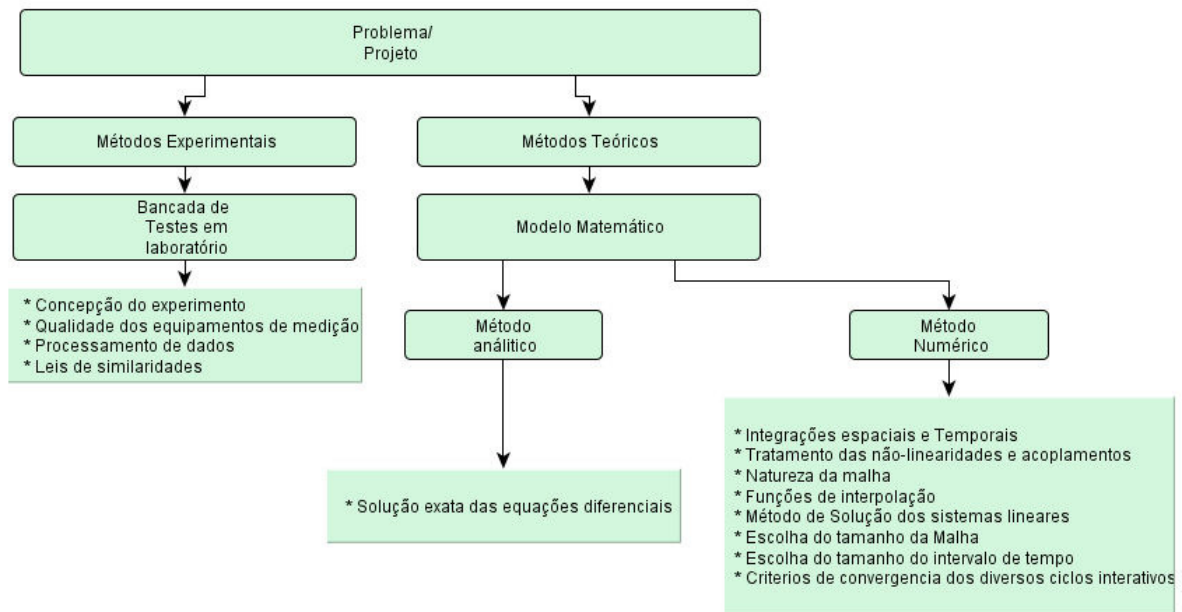 Problema/
Projeto
Métodos Experimentais
Métodos Teóricos
Bancada de
Testes em
laboratório
Modelo Matemático
* Concepção do experimento
* Qualidade dos equipamentos de medição
* Processamento de dados
* Leis de similaridades
Método
análitico
Método
Numérico
* Solução exata das equações diferenciais
* Integrações espaciais e Temporais
* Tratamento das não-linearidades e acoplamentos
* Natureza da malha
* Funções de interpolação
* Método de Solução dos sistemas lineares
* Escolha do tamanho da Malha
* Escolha do tamanho do intervalo de tempo
* Criterios de convergencia dos diversos ciclos interativos